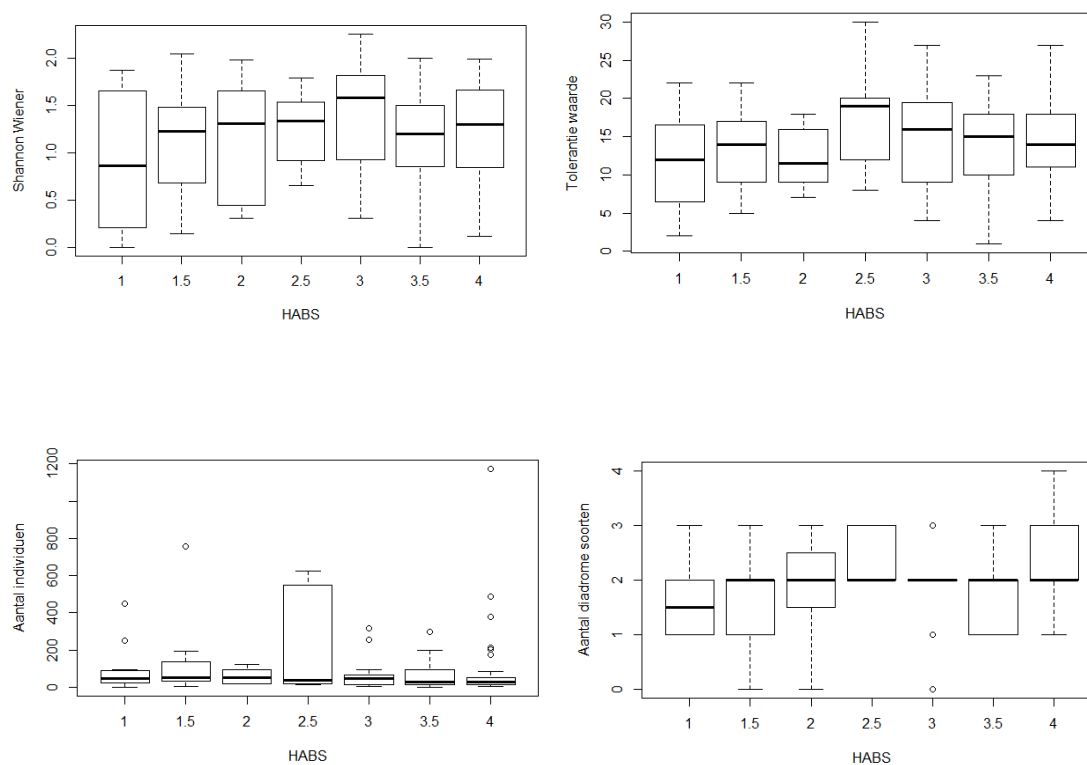 Shannon Wiener
0.0 0.5 1.0 1.5 2.0
1 1.5 2 2.5 3 3.5 4
HABS
Tolerantie waarde
0 5 10 15 20 25 30
1 1.5 2 2.5 3 3.5 4
HABS
Aantal individuen
0 200 400 600 800 1200
1 1.5 2 2.5 3 3.5 4
HABS
Aantal diadrome soorten
0 1 2 3 4
1 1.5 2 2.5 3 3.5 4
HABS